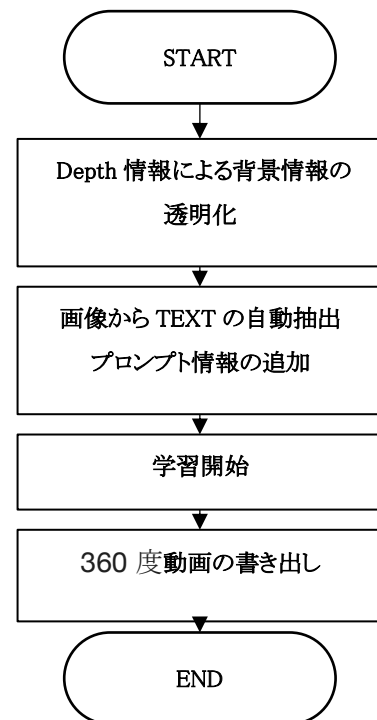 START
Depth 情報による背景情報の
透明化
画像から TEXT の自動抽出
プロンプト情報の追加
学習開始
360 度動画の書き出し
END